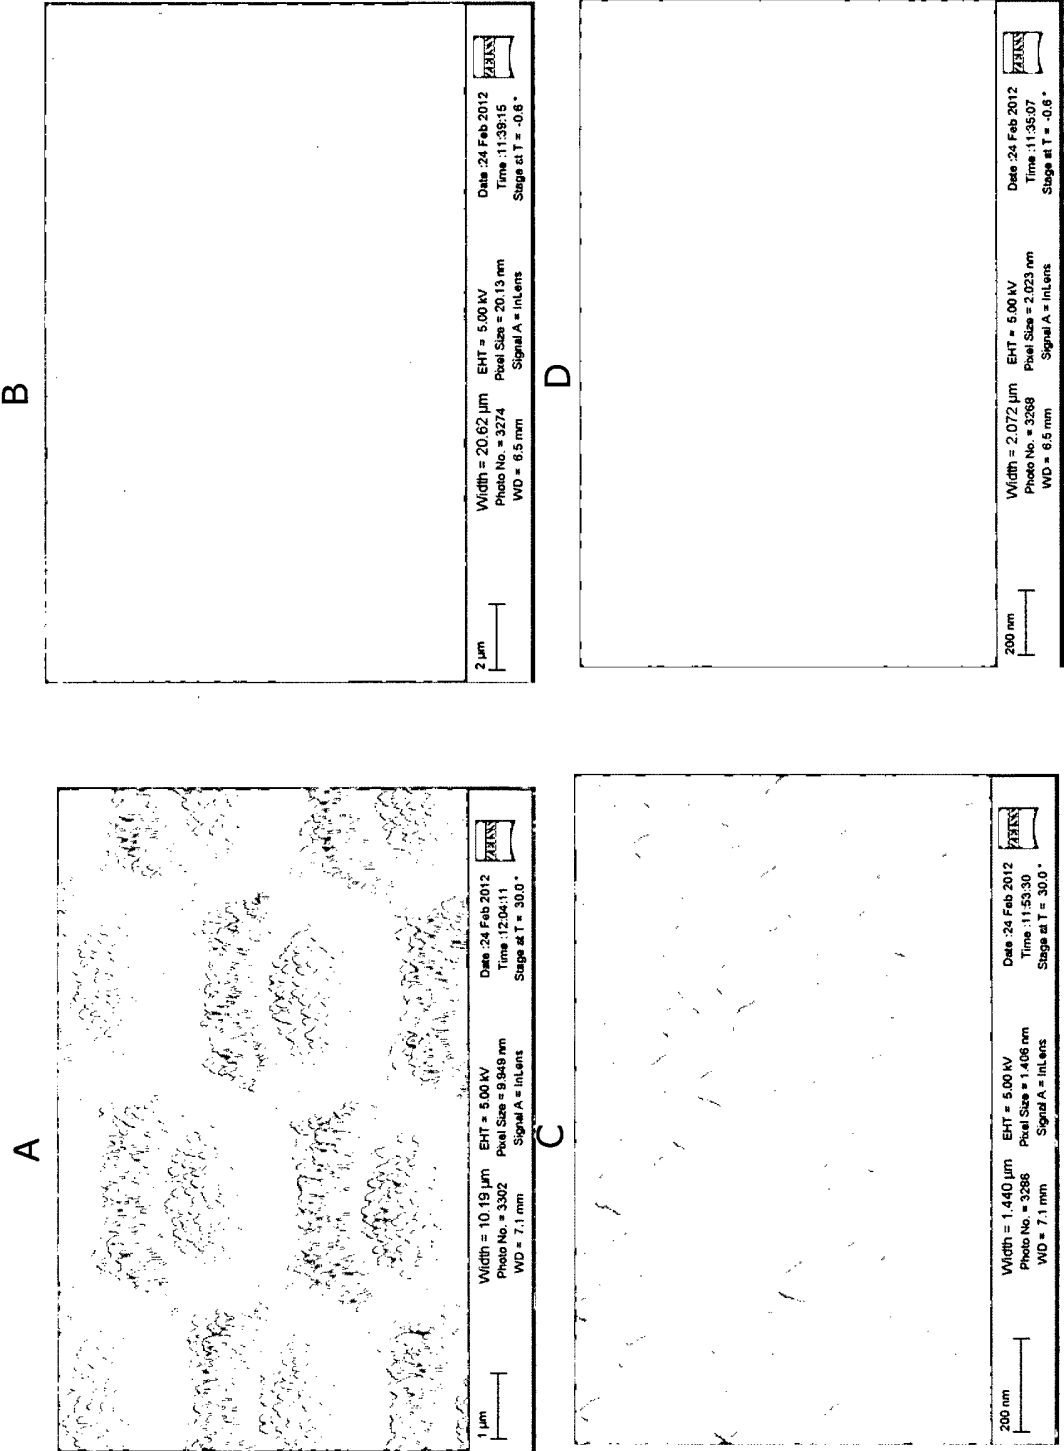 A
1 µm
Width = 10.19 µm EHT = 5.00 kV Date :24 Feb 2012
Photo No. = 3302 Pixel Size = 9.949 nm Time :12:04:11
WD = 7.1 mm Signal A = InLens Stage at T = 30.0 °
ZEISS
B
2 µm
Width = 20.62 µm EHT = 5.00 kV Date :24 Feb 2012
Photo No. = 3274 Pixel Size = 20.13 nm Time :11:39:15
WD = 6.5 mm Signal A = InLens Stage at T = -0.6 °
ZEISS
C
200 nm
Width = 1.440 µm EHT = 5.00 kV Date :24 Feb 2012
Photo No. = 3286 Pixel Size = 1.406 nm Time :11:53:30
WD = 7.1 mm Signal A = InLens Stage at T = 30.0 °
ZEISS
D
200 nm
Width = 2.072 µm EHT = 5.00 kV Date :24 Feb 2012
Photo No. = 3268 Pixel Size = 2.023 nm Time :11:35:07
WD = 6.5 mm Signal A = InLens Stage at T = -0.6 °
ZEISS